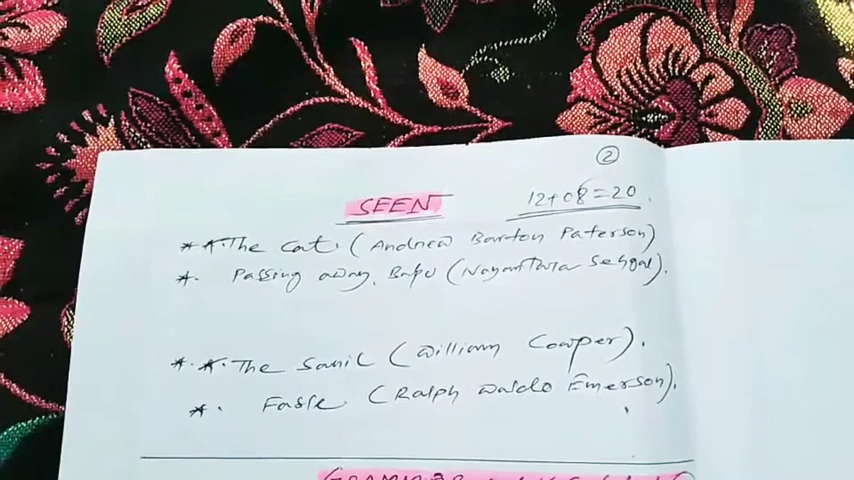 ②
SEEN 12+08=20.
**.The Cat. (Andrew Barton Paterson)
*. Passing away, Bapu (Nayantara Sehgal).
*.*.The Snail (William Cowper).
*. Fable (Ralph Waldo Emerson).